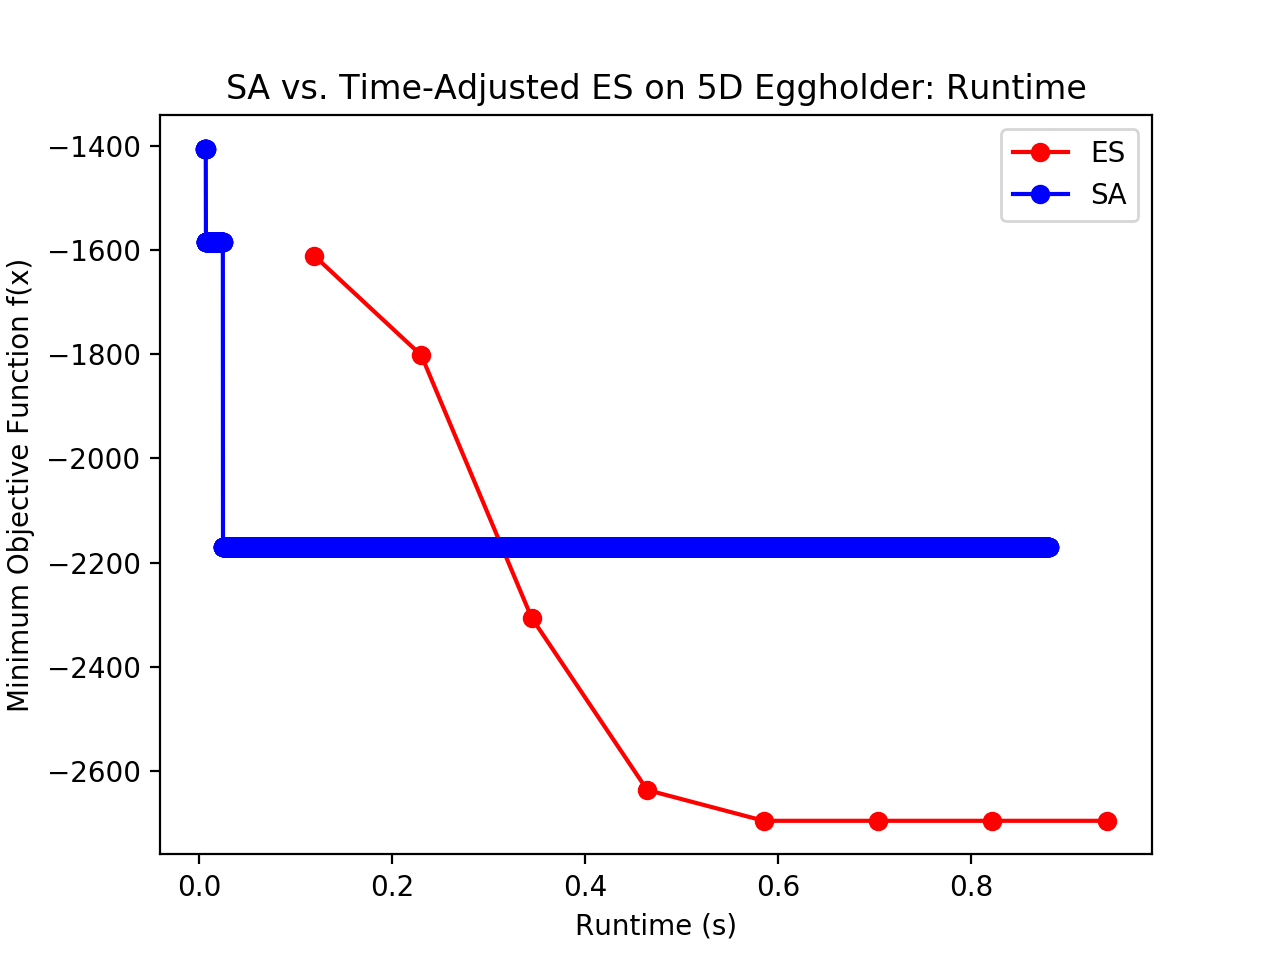 SA vs. Time-Adjusted ES on 5D Eggholder: Runtime
ES
SA
Minimum Objective Function f(x)
−1400
−1600
−1800
−2000
−2200
−2400
−2600
0.0 0.2 0.4 0.6 0.8
Runtime (s)